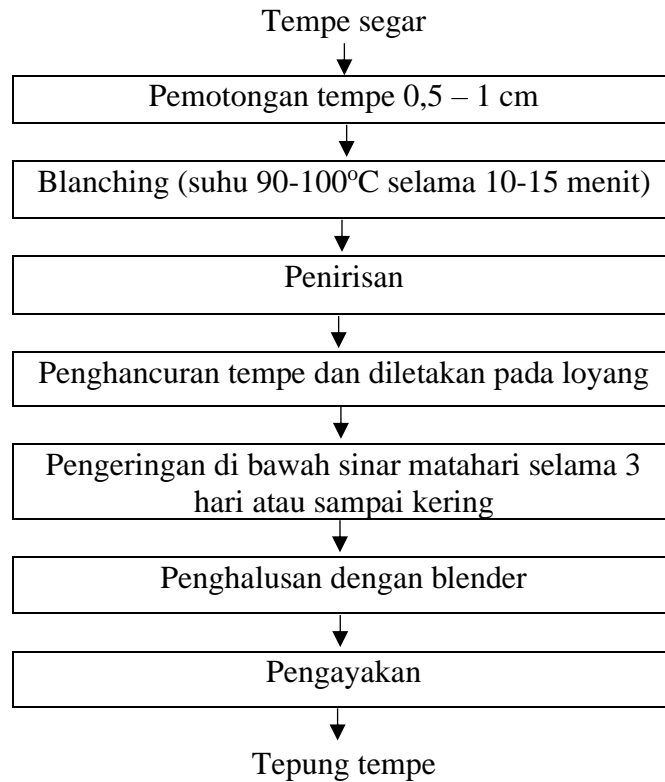 Tempe segar
Pemotongan tempe 0,5 – 1 cm
Blanching (suhu 90-100ºC selama 10-15 menit)
Penirisan
Penghancuran tempe dan diletakan pada loyang
Pengeringan di bawah sinar matahari selama 3
hari atau sampai kering
Penghalusan dengan blender
Pengayakan
Tepung tempe